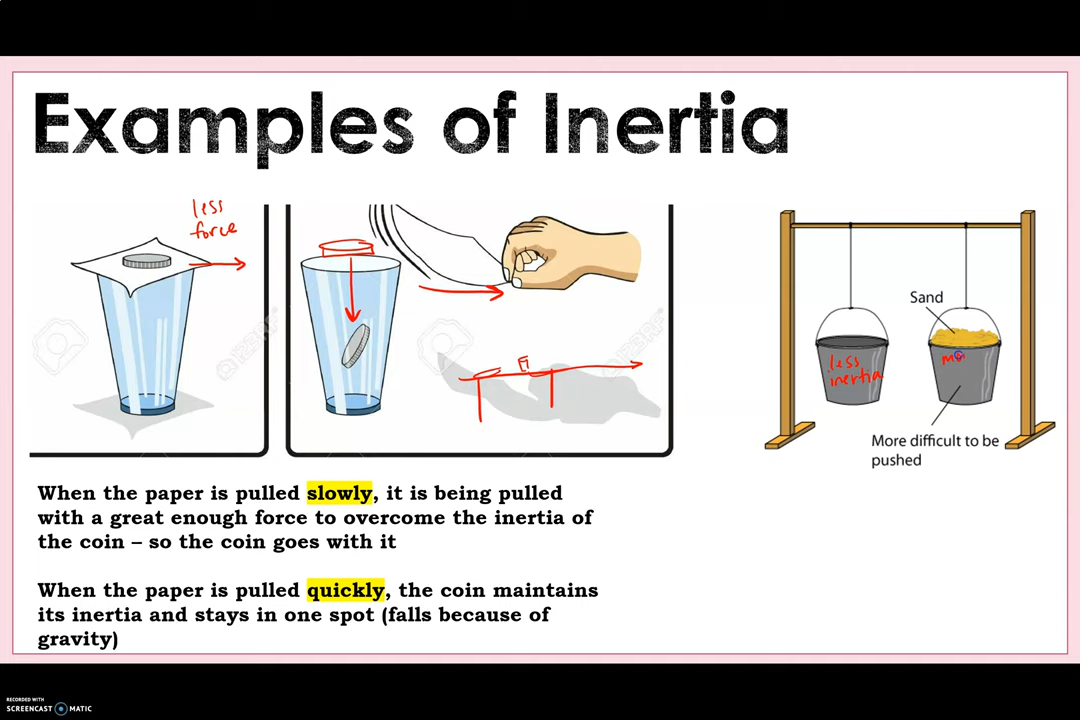 Examples of Inertia
less
force
Sand
less
inertia
More difficult to be
pushed
When the paper is pulled slowly, it is being pulled
with a great enough force to overcome the inertia of
the coin – so the coin goes with it
When the paper is pulled quickly, the coin maintains
its inertia and stays in one spot (falls because of
gravity)
RECORDED WITH
SCREENCAST MATIC